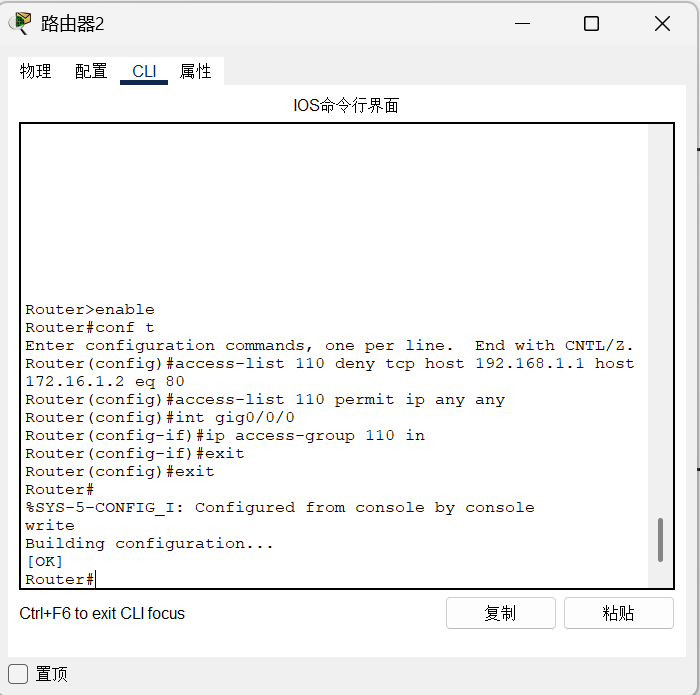 路由器2
物理 配置 CLI 属性
IOS命令行界面
Router>enable
Router#conf t
Enter configuration commands, one per line.  End with CNTL/Z.
Router(config)#access-list 110 deny tcp host 192.168.1.1 host
172.16.1.2 eq 80
Router(config)#access-list 110 permit ip any any
Router(config)#int gig0/0/0
Router(config-if)#ip access-group 110 in
Router(config-if)#exit
Router(config)#exit
Router#
%SYS-5-CONFIG_I: Configured from console by console
write
Building configuration...
[OK]
Router#
Ctrl+F6 to exit CLI focus
复制 粘贴
置顶